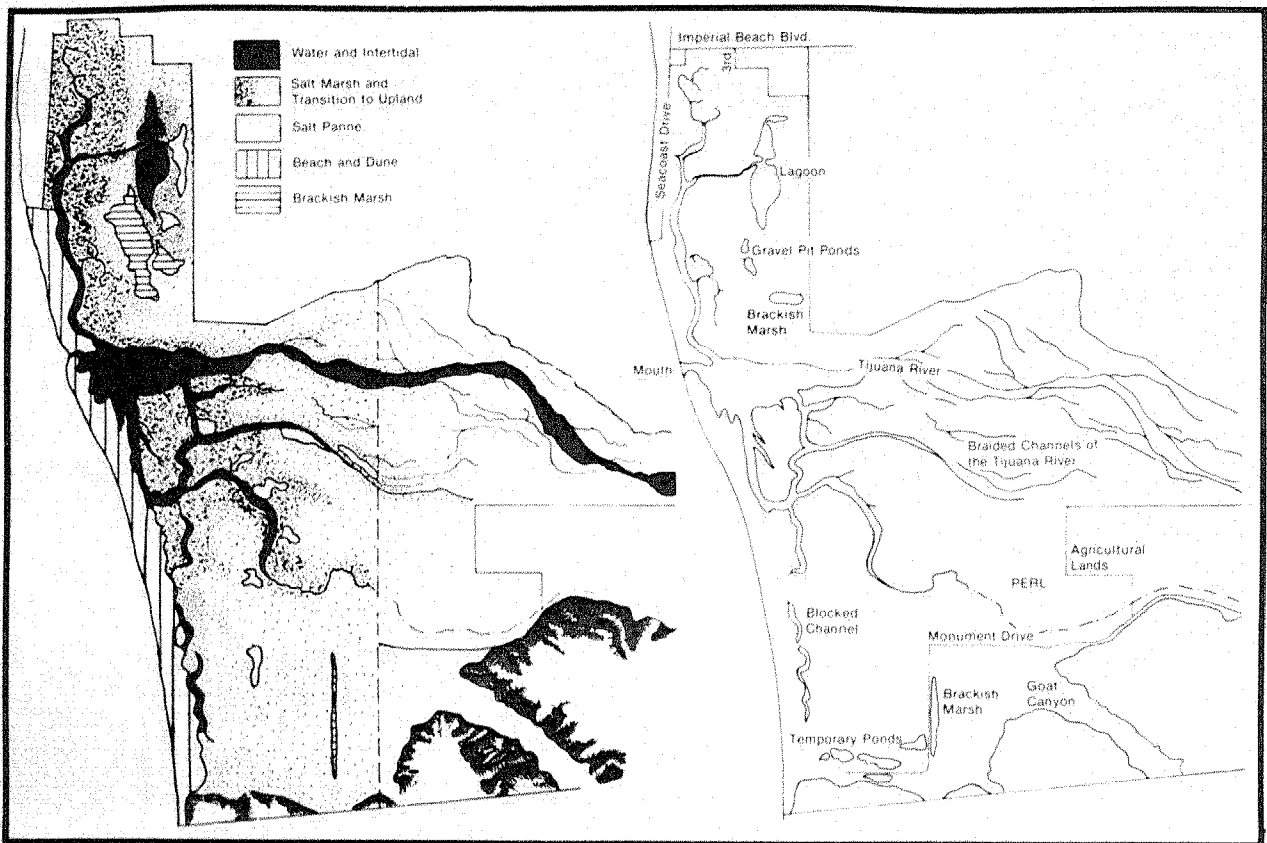 Water and Intertidal
Salt Marsh and
Transition to Upland
Salt Panne
Beach and Dune
Brackish Marsh
Imperial Beach Blvd.
3rd.
Seacoast Drive
Lagoon
Gravel Pit Ponds
Brackish
Marsh
Mouth
Tijuana River
Braided Channels of
the Tijuana River
Agricultural
Lands
PERL
Blocked
Channel
Monument Drive
Brackish
Marsh
Goat
Canyon
Temporary Ponds